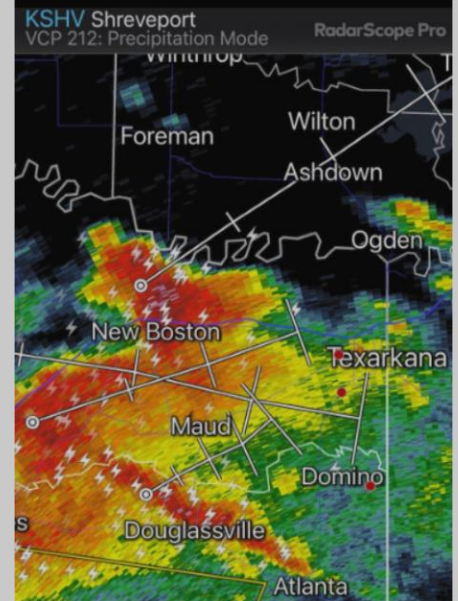 KSHV Shreveport
RadarScope Pro
VCP 212: Precipitation Mode
Winthrop
T
Foreman
Wilton
Ashdown
Ogden
New Boston
Texarkana
Maud
Domino
s
Douglassville
Atlanta